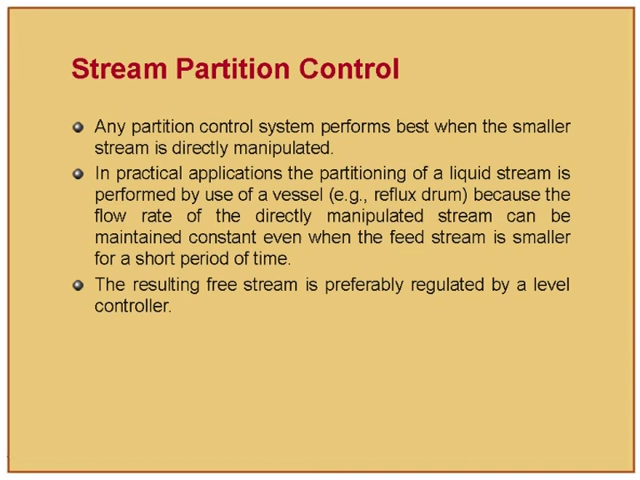 Stream Partition Control
Any partition control system performs best when the smaller
stream is directly manipulated.
In practical applications the partitioning of a liquid stream is
performed by use of a vessel (e.g., reflux drum) because the
flow rate of the directly manipulated stream can be
maintained constant even when the feed stream is smaller
for a short period of time.
The resulting free stream is preferably regulated by a level
controller.